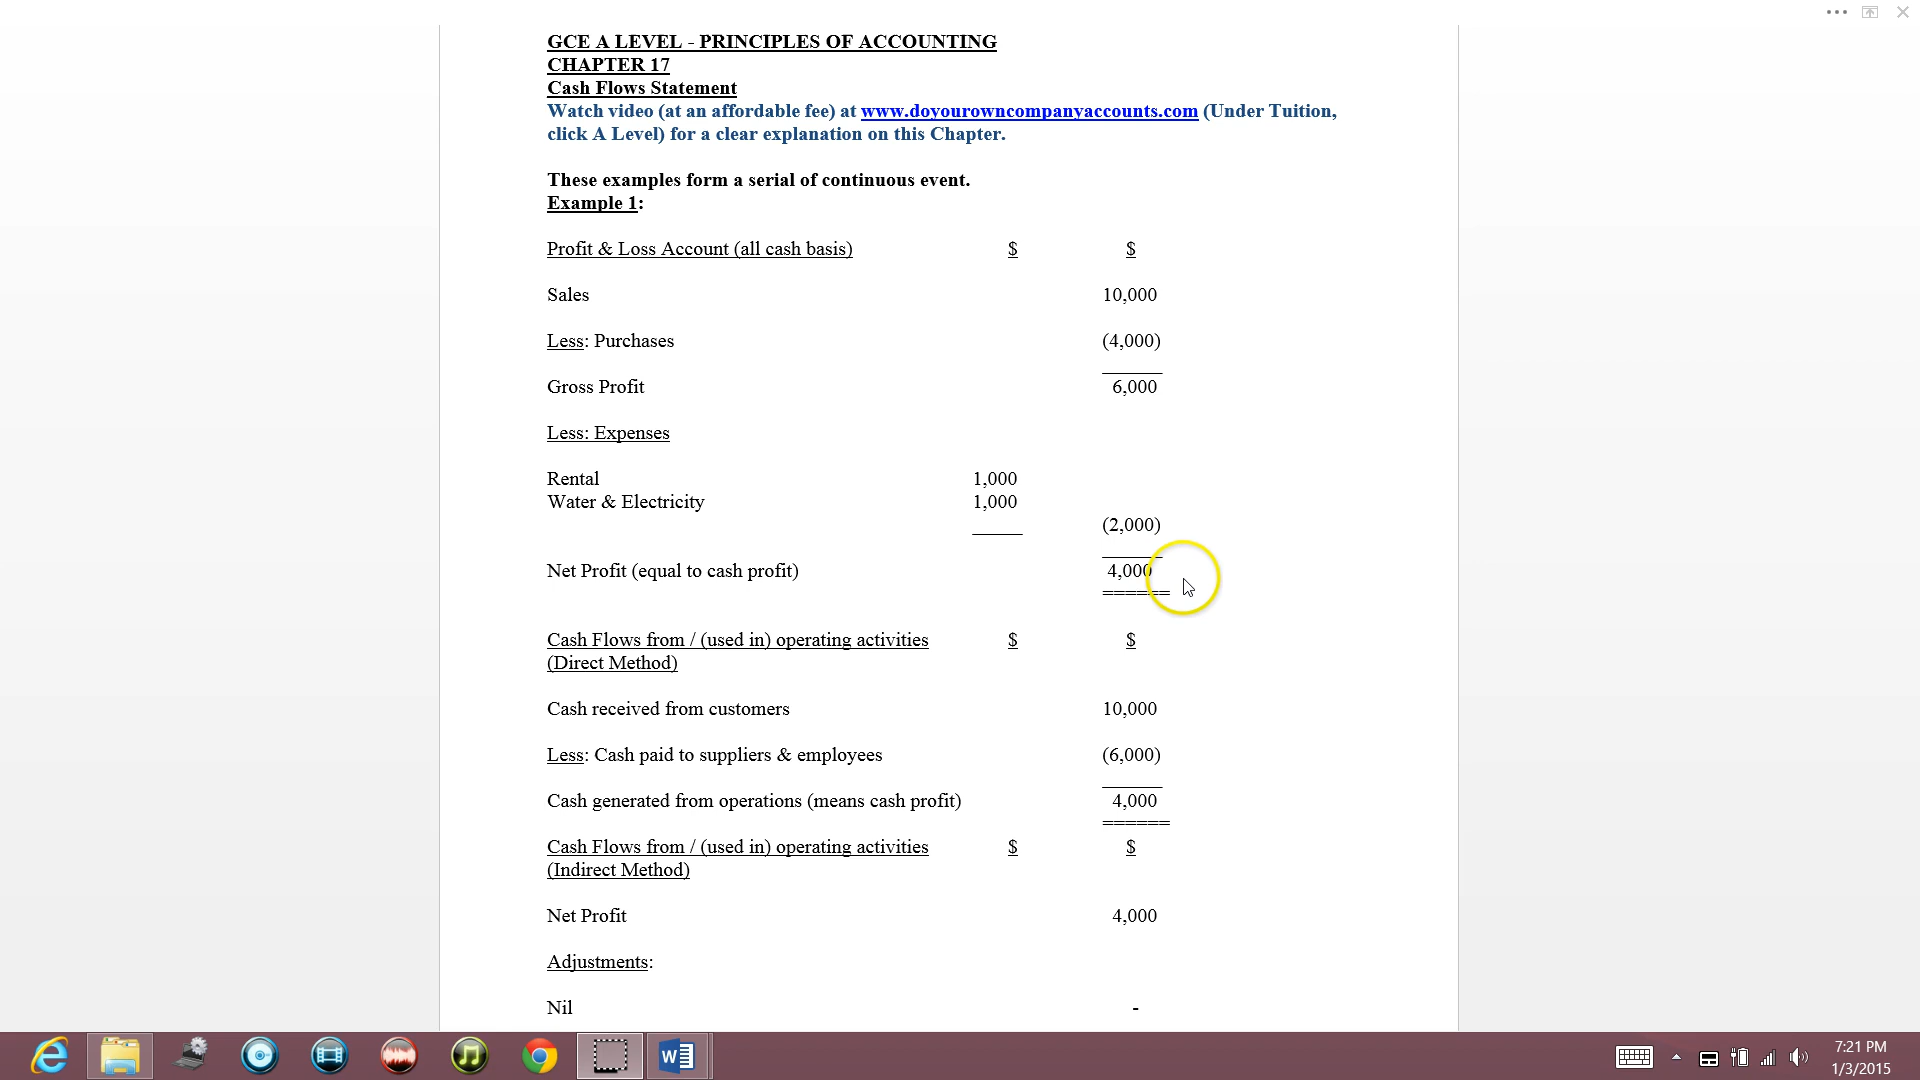 GCE A LEVEL - PRINCIPLES OF ACCOUNTING
CHAPTER 17
Cash Flows Statement
Watch video (at an affordable fee) at www.doyourowncompanyaccounts.com (Under Tuition,
click A Level) for a clear explanation on this Chapter.
These examples form a serial of continuous event.
Example 1:
Profit & Loss Account (all cash basis) $ $
Sales 10,000
Less: Purchases (4,000)
Gross Profit 6,000
Less: Expenses
Rental 1,000
Water & Electricity 1,000
(2,000)
Net Profit (equal to cash profit) 4,000
======
Cash Flows from / (used in) operating activities $ $
(Direct Method)
Cash received from customers 10,000
Less: Cash paid to suppliers & employees (6,000)
Cash generated from operations (means cash profit) 4,000
======
Cash Flows from / (used in) operating activities $ $
(Indirect Method)
Net Profit 4,000
Adjustments:
Nil -
7:21 PM
1/3/2015